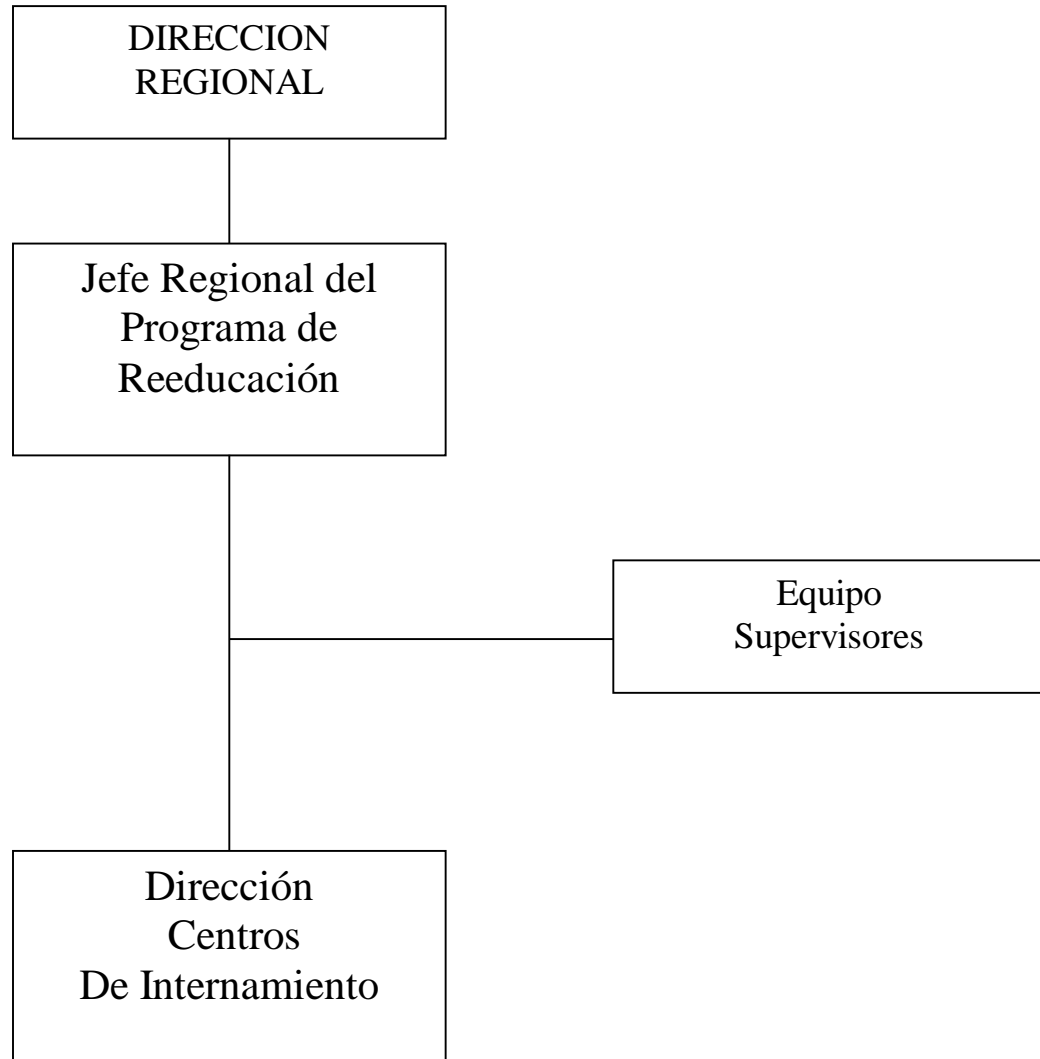 DIRECCION
REGIONAL
Jefe Regional del
Programa de
Reeducación
Equipo
Supervisores
Dirección
Centros
De Internamiento